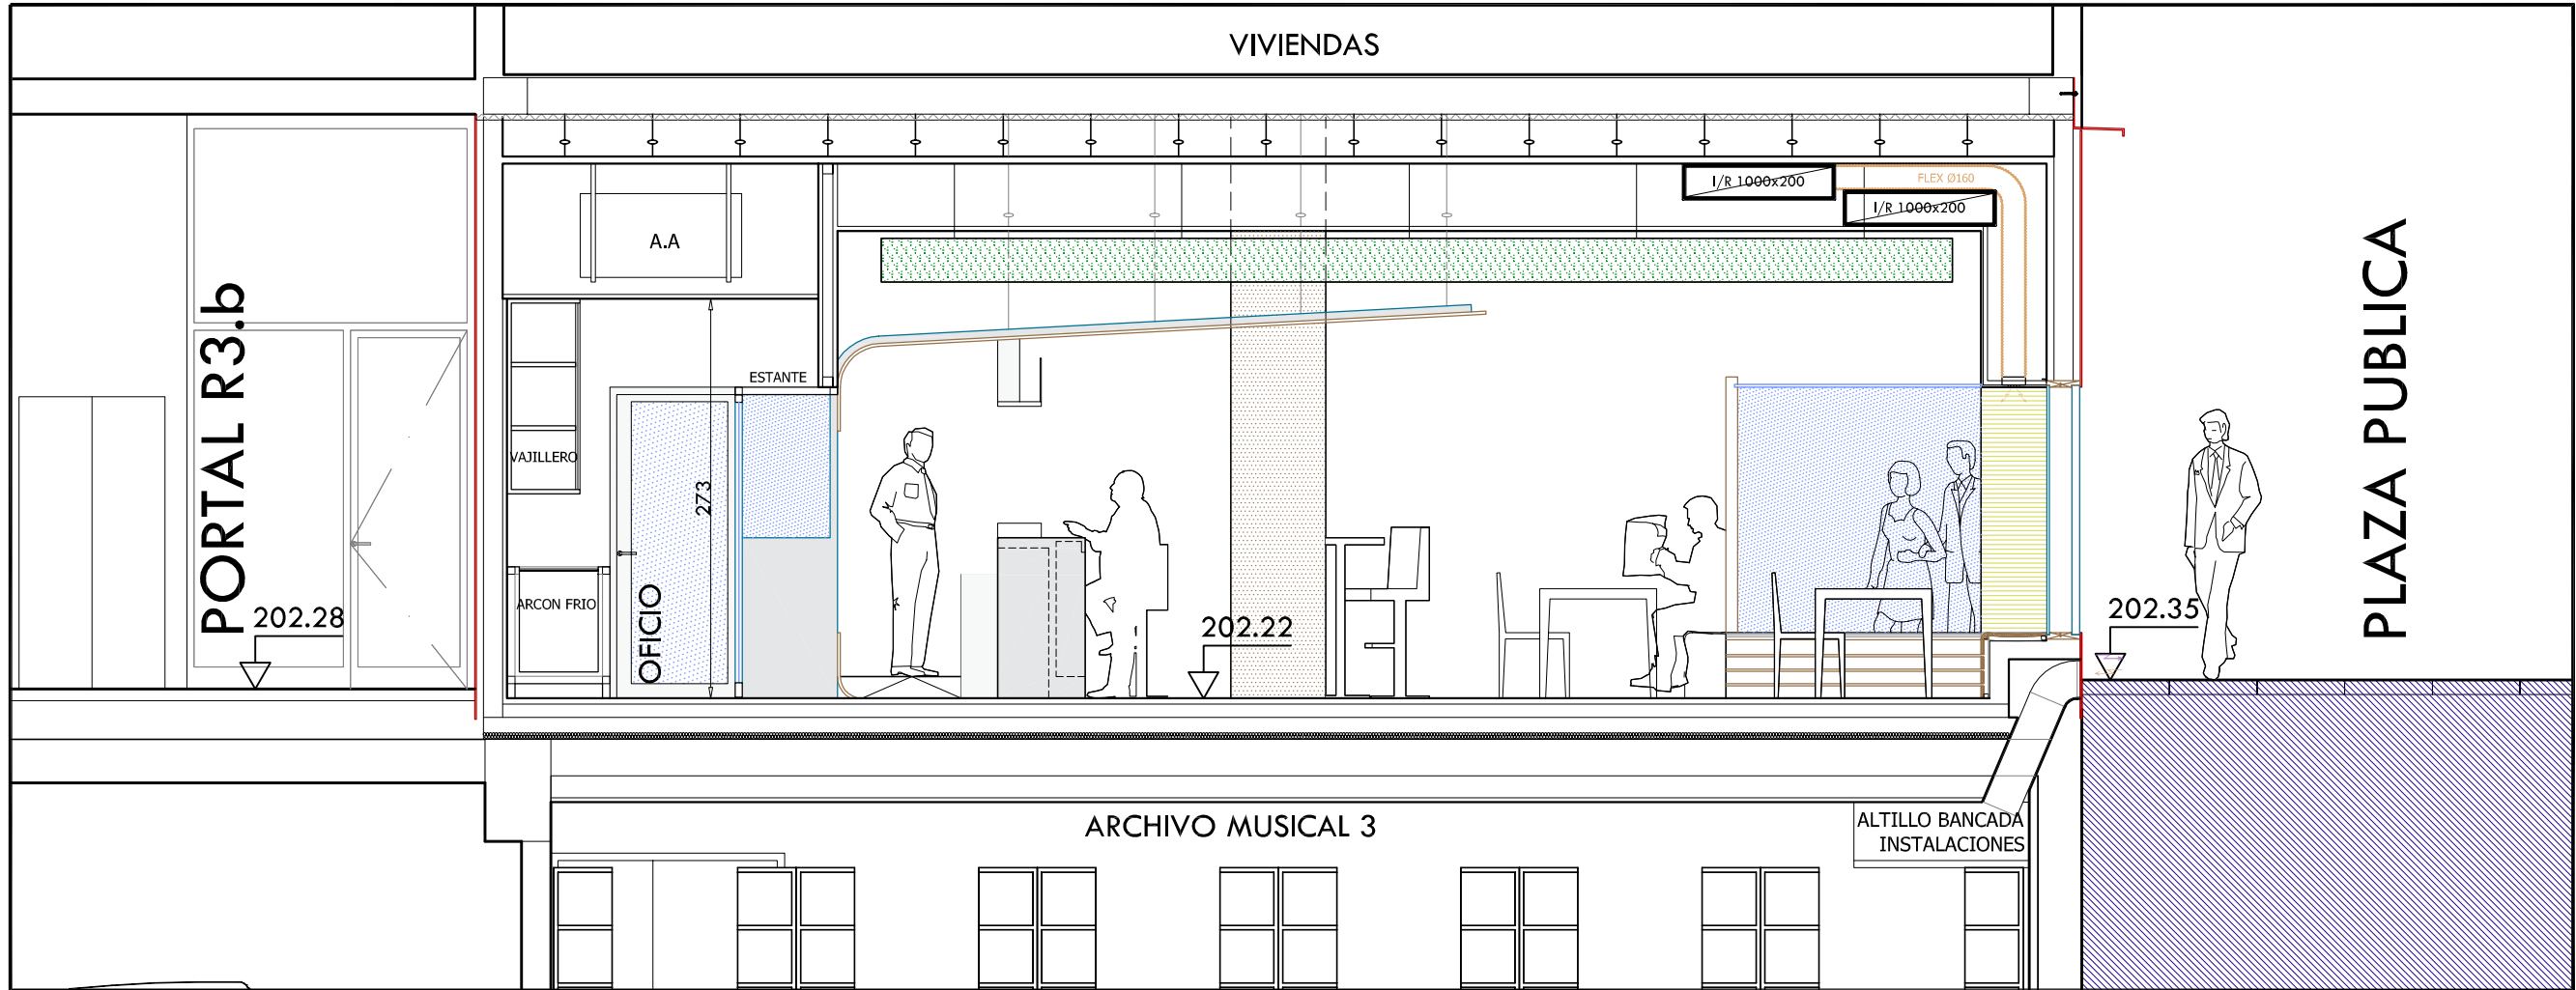 VIVIENDAS
I/R 1000x200
FLEX Ø160
I/R 1000x200
A.A
PORTAL R3.b
PLAZA PUBLICA
ESTANTE
VAJILLERO
273
ARCON FRIO
OFICIO
202.28
202.22
202.35
ARCHIVO MUSICAL 3
ALTILLO BANCADA
INSTALACIONES